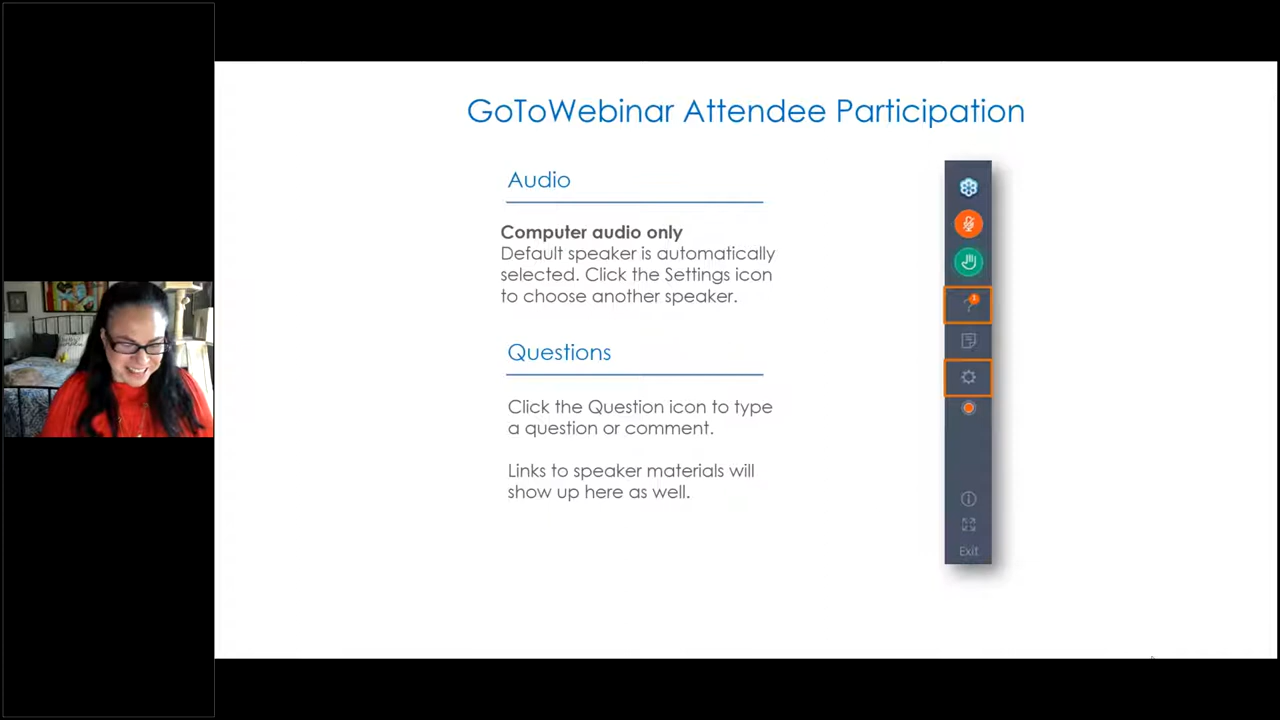 GoToWebinar Attendee Participation
Audio
Computer audio only
Default speaker is automatically
selected. Click the Settings icon
to choose another speaker.
Questions
Click the Question icon to type
a question or comment.
Links to speaker materials will
show up here as well.
1
Exit